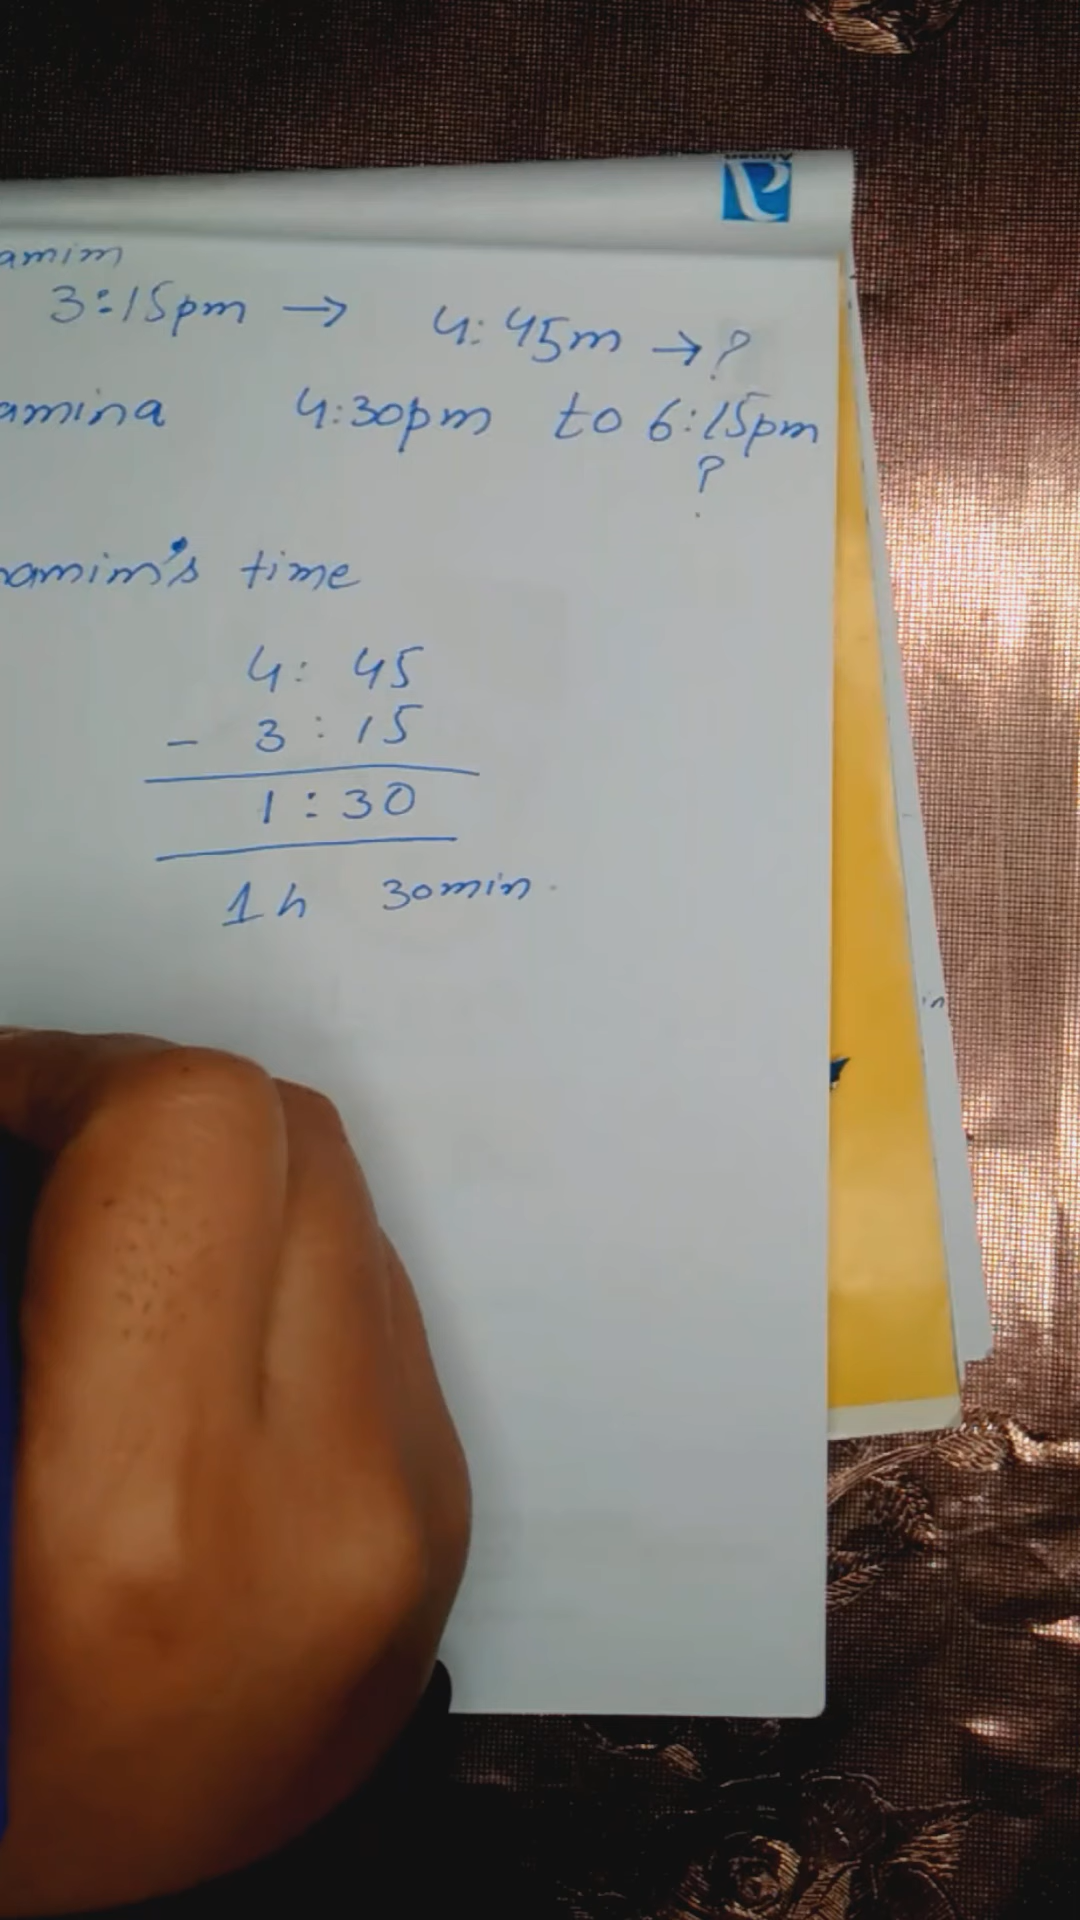 amim
3:15pm → 4:45m → ?
amina 4:30pm to 6:15pm
?
amim's time
4: 45
- 3:15
1:30
1h 30min
in